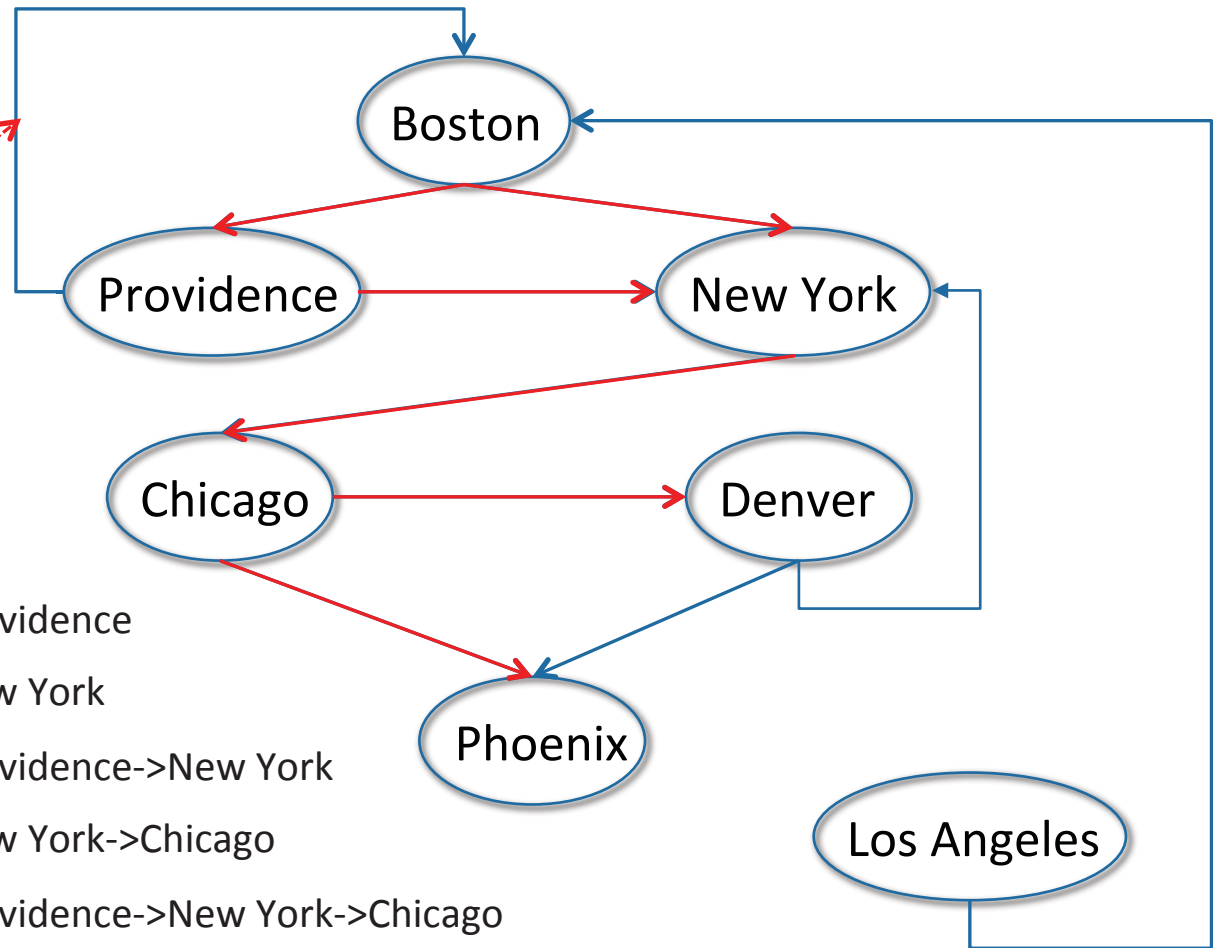 Boston
Providence
New York
Chicago
Denver
vidence
w York
Phoenix
vidence->New York
w York->Chicago
Los Angeles
vidence->New York->Chicago